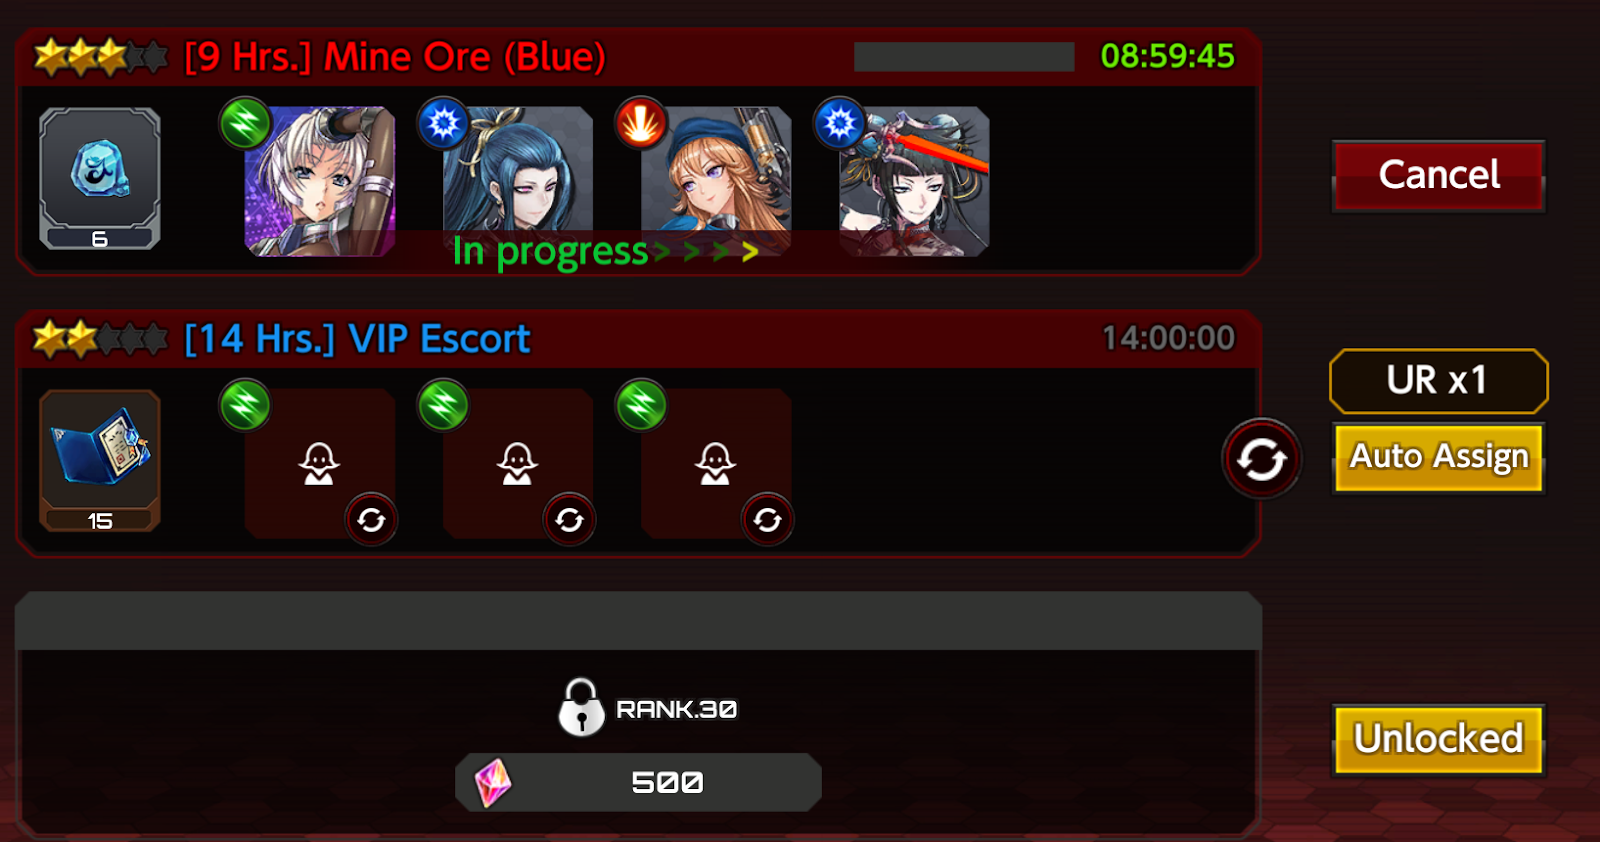 [9 Hrs.] Mine Ore (Blue)
08:59:45
6
In progress>>>>
Cancel
[14 Hrs.] VIP Escort
14:00:00
15
UR x1
Auto Assign
RANK.30
500
Unlocked